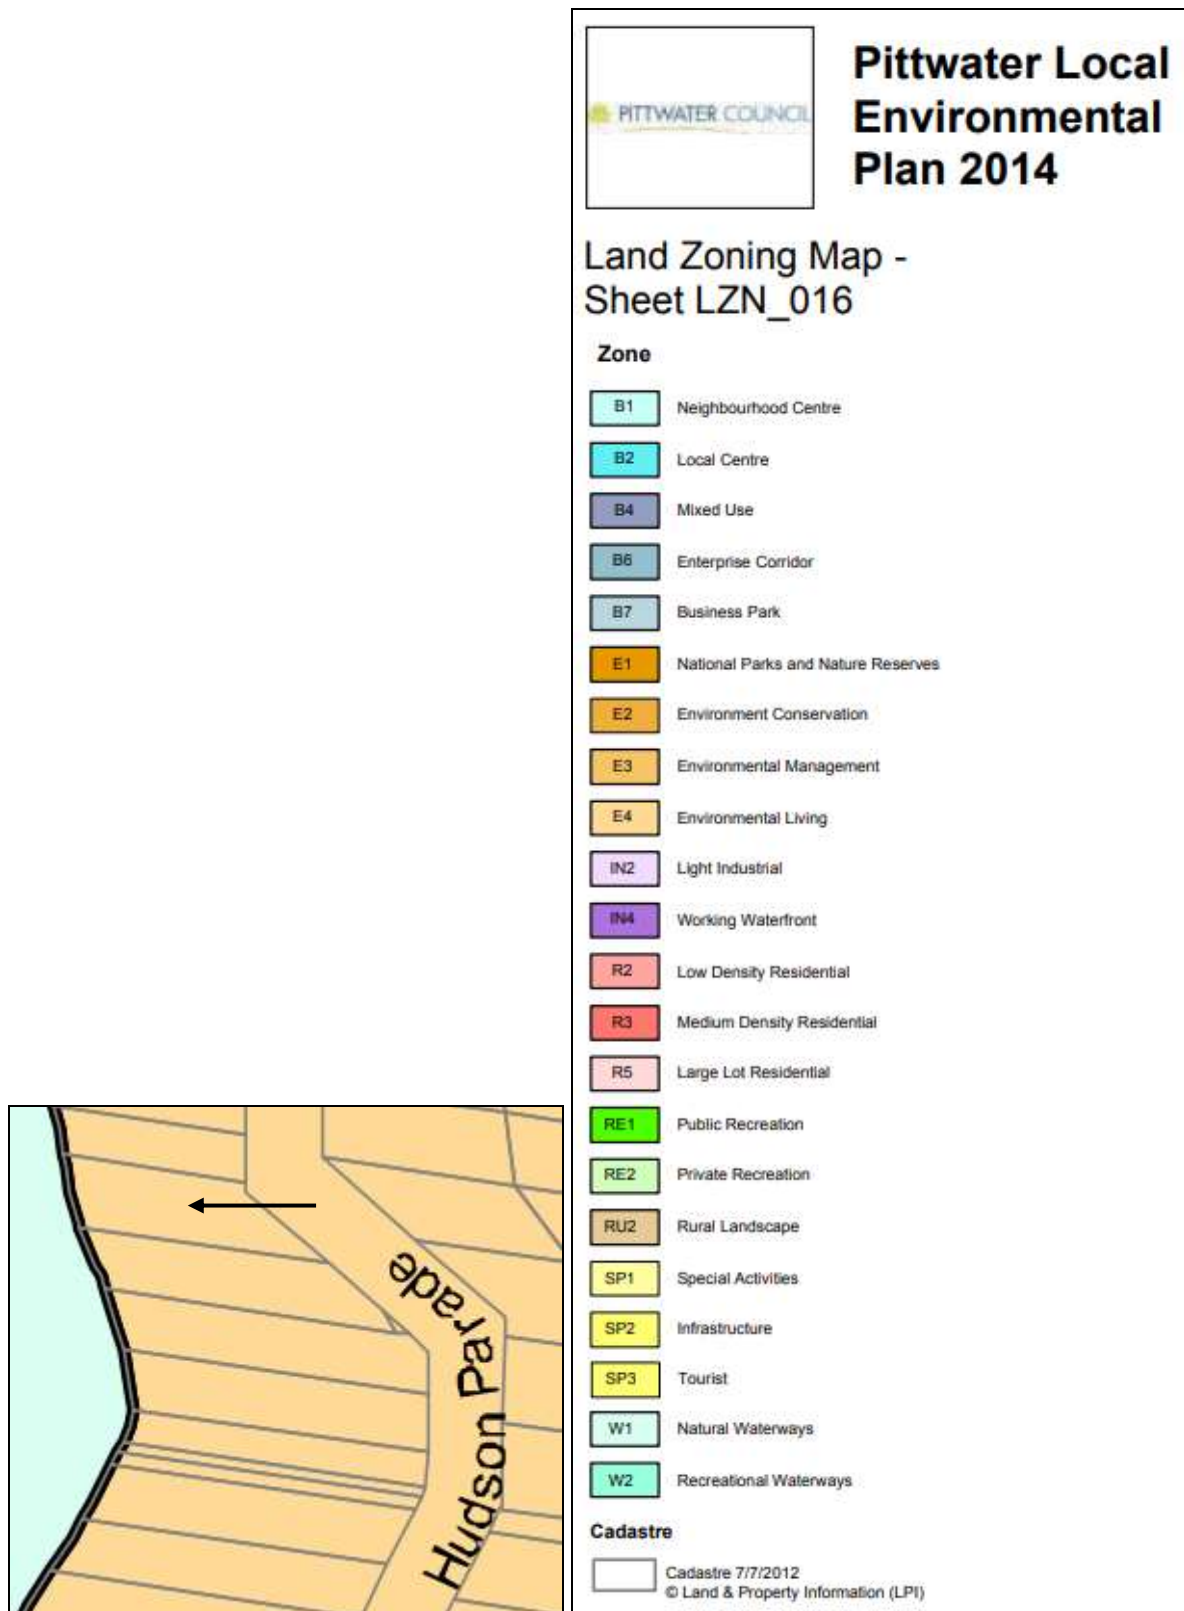 PITTWATER COUNCIL
Pittwater Local
Environmental
Plan 2014
Land Zoning Map -
Sheet LZN_016
Zone
B1 Neighbourhood Centre
B2 Local Centre
B4 Mixed Use
B6 Enterprise Corridor
B7 Business Park
E1 National Parks and Nature Reserves
E2 Environment Conservation
E3 Environmental Management
E4 Environmental Living
IN2 Light Industrial
IN4 Working Waterfront
R2 Low Density Residential
R3 Medium Density Residential
R5 Large Lot Residential
RE1 Public Recreation
RE2 Private Recreation
RU2 Rural Landscape
SP1 Special Activities
SP2 Infrastructure
SP3 Tourist
W1 Natural Waterways
W2 Recreational Waterways
Cadastre
Cadastre 7/7/2012
© Land & Property Information (LPI)
Hudson Parade